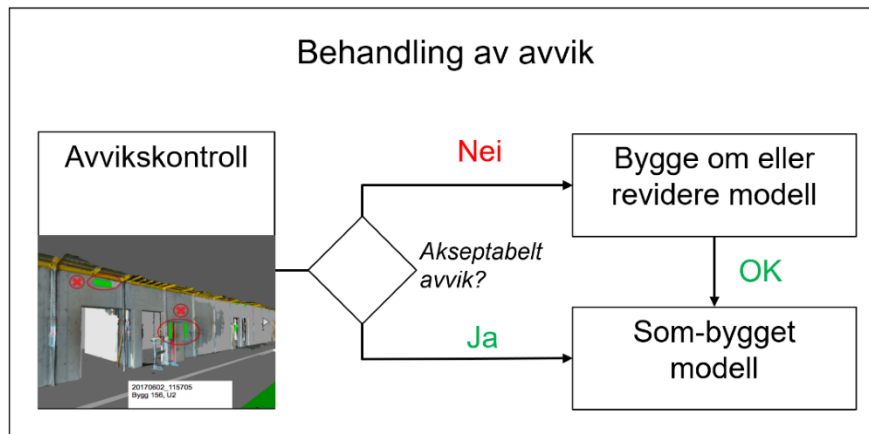 Behandling av avvik
Avvikskontroll
Nei
Bygge om eller
revidere modell
Akseptabelt
avvik?
OK
Ja
Som-bygget
modell
20170602_115705
Bygg 156, U2